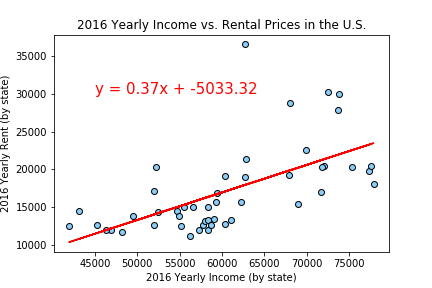 2016 Yearly Income vs. Rental Prices in the U.S.
35000
30000
25000
20000
15000
10000
2016 Yearly Rent (by state)
y = 0.37x + -5033.32
45000 50000 55000 60000 65000 70000 75000
2016 Yearly Income (by state)